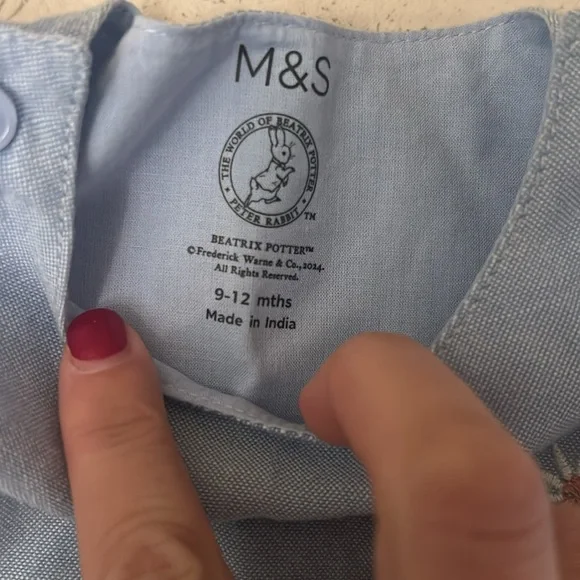 M&S
THE WORLD OF BEATRIX POTTER
PETER RABBIT TM
BEATRIX POTTER™
©Frederick Warne & Co., 2024.
All Rights Reserved.
9-12 mths
Made in India